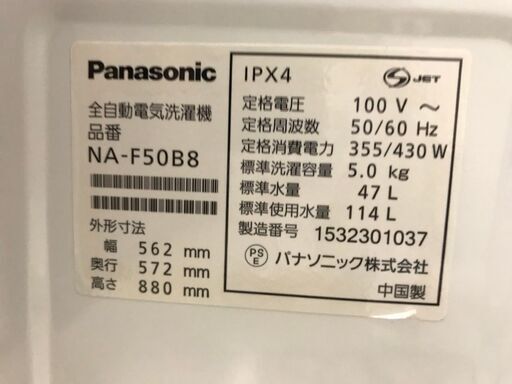 Panasonic
全自動電気洗濯機
品番
NA-F50B8
外形寸法
幅 562 mm
奥行 572 mm
高さ 880 mm
IPX4
S JET
定格電圧 100 V ～
定格周波数 50/60 Hz
定格消費電力 355/430 W
標準洗濯容量 5.0 kg
標準水量 47 L
標準使用水量 114 L
製造番号 1532301037
PS E パナソニック株式会社
中国製